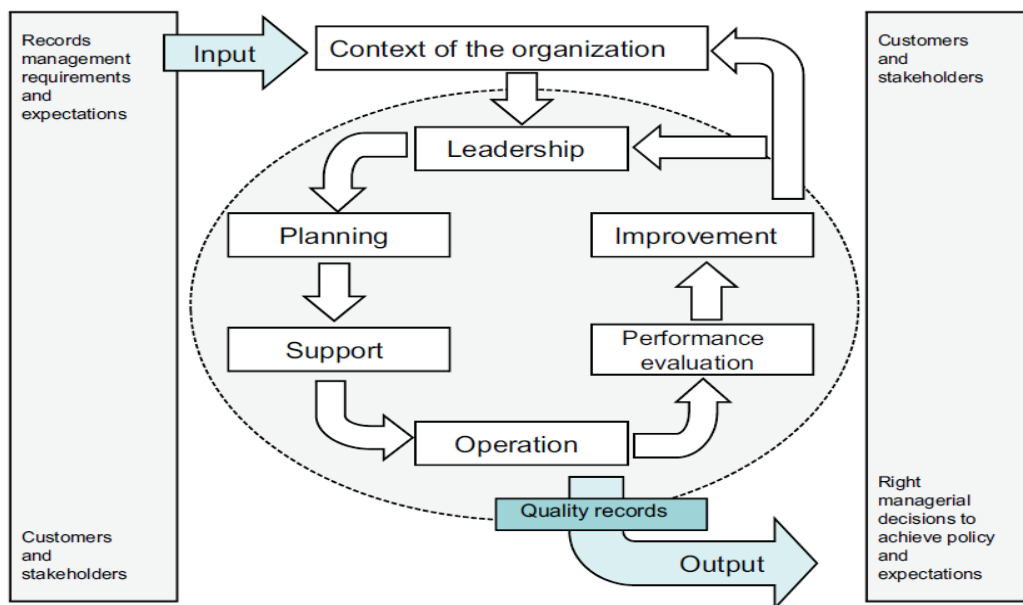 Records
management
requirements
and
expectations
Customers
and
stakeholders
Input
Context of the organization
Leadership
Planning
Improvement
Support
Performance
evaluation
Operation
Quality records
Output
Customers
and
stakeholders
Right
managerial
decisions to
achieve policy
and
expectations